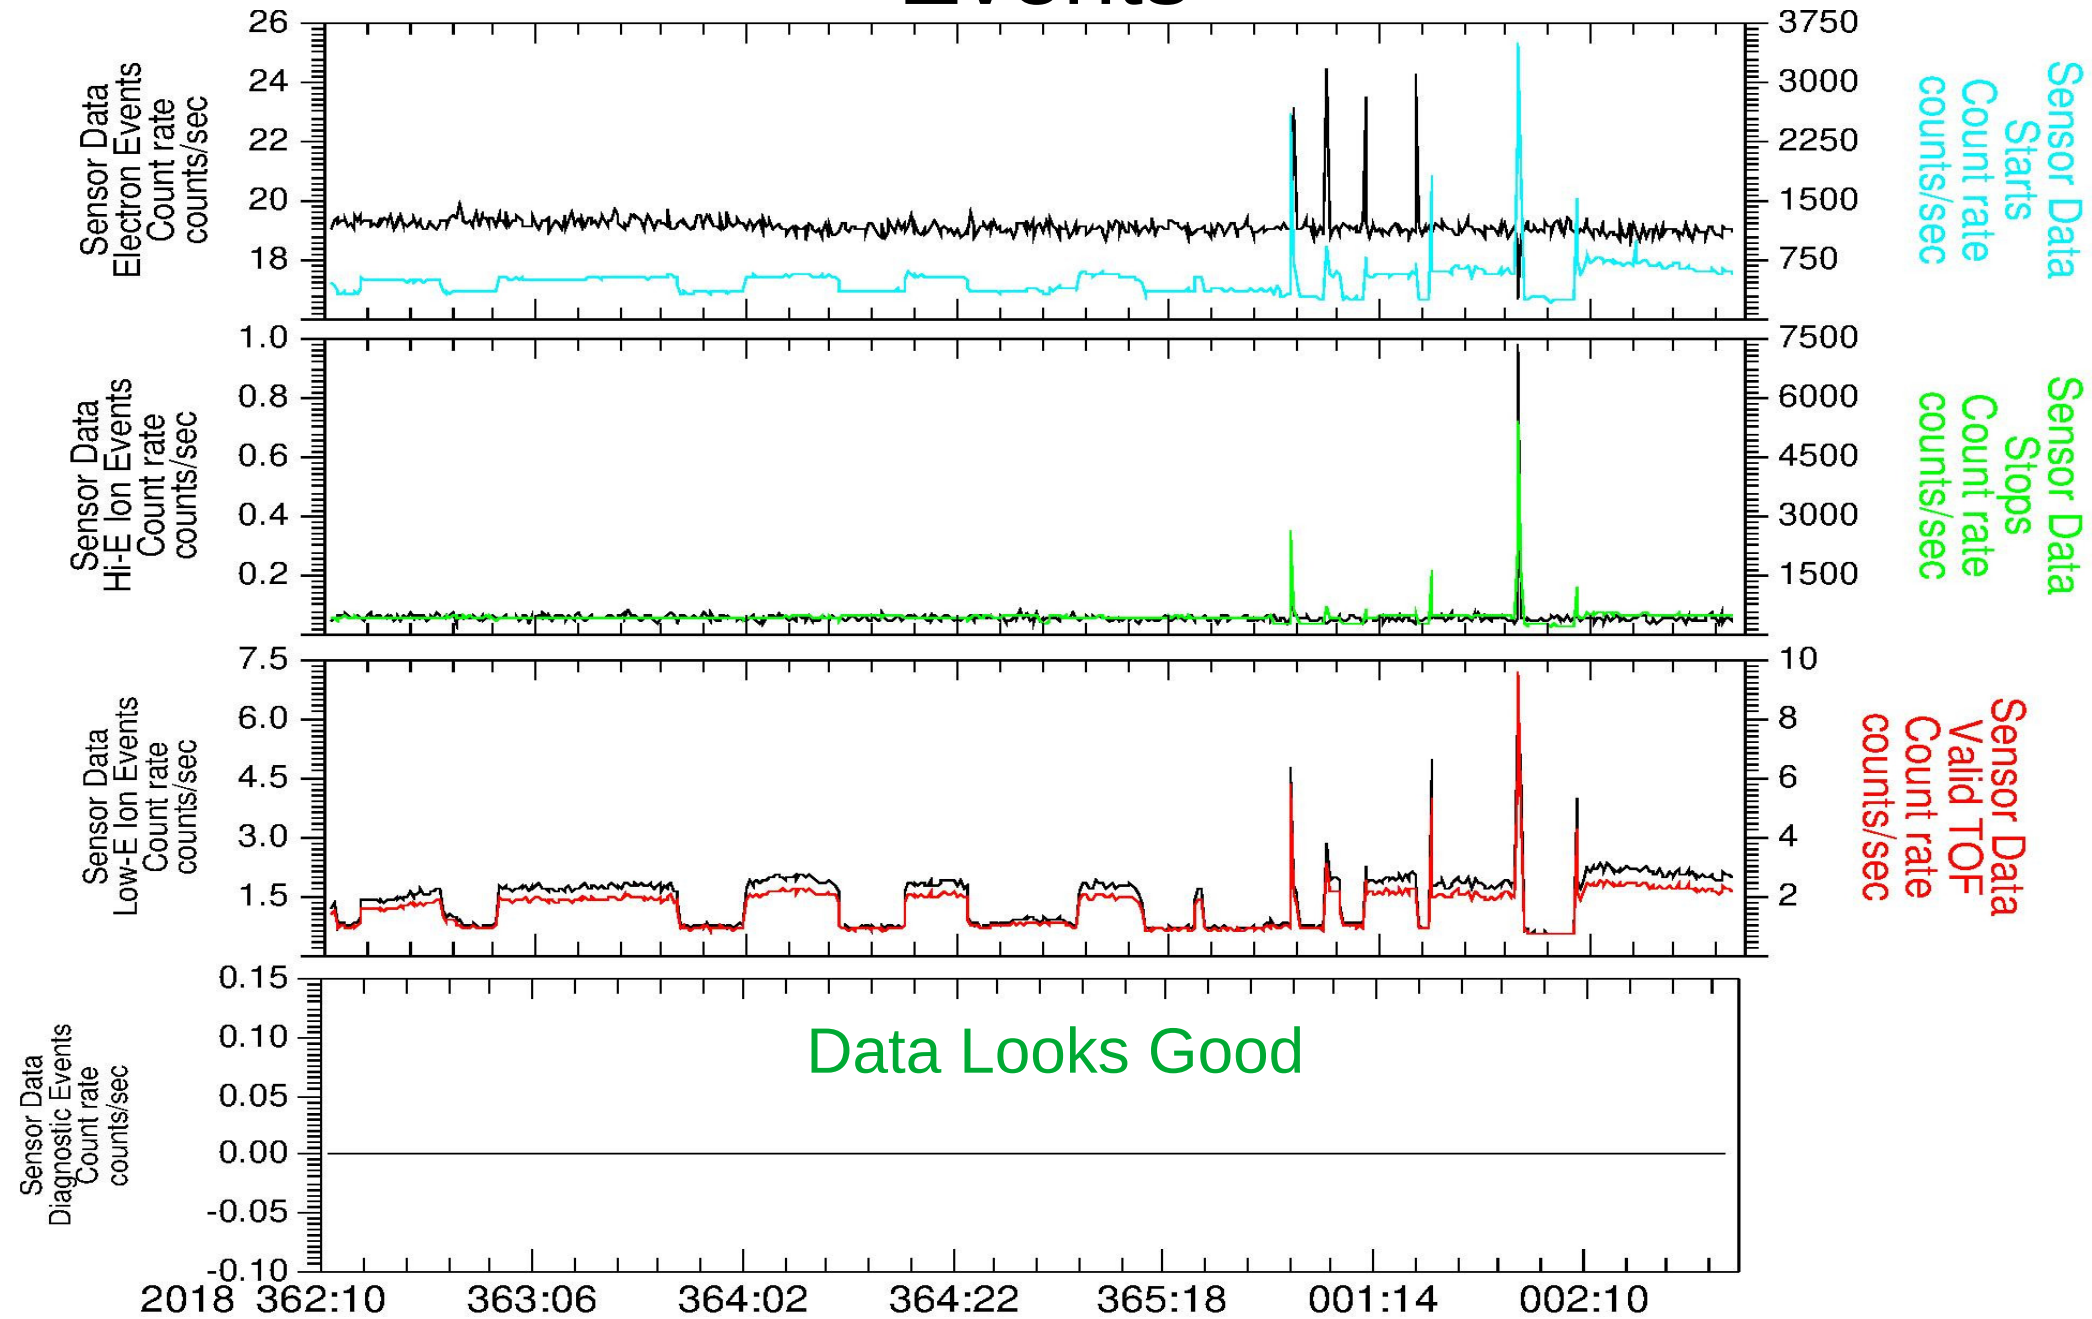 Events
26
24
22
20
18
Sensor Data
Electron Events
Count rate
counts/sec
3750
3000
2250
1500
750
Sensor Data
Starts
Count rate
counts/sec
1.0
0.8
0.6
0.4
0.2
Sensor Data
Hi-E Ion Events
Count rate
counts/sec
7500
6000
4500
3000
1500
Sensor Data
Stops
Count rate
counts/sec
7.5
6.0
4.5
3.0
1.5
Sensor Data
Low-E Ion Events
Count rate
counts/sec
10
8
6
4
2
Sensor Data
Valid TOF
Count rate
counts/sec
0.15
0.10
0.05
0.00
-0.05
-0.10
Sensor Data
Diagnostic Events
Count rate
counts/sec
Data Looks Good
2018 362:10 363:06 364:02 364:22 365:18 001:14 002:10